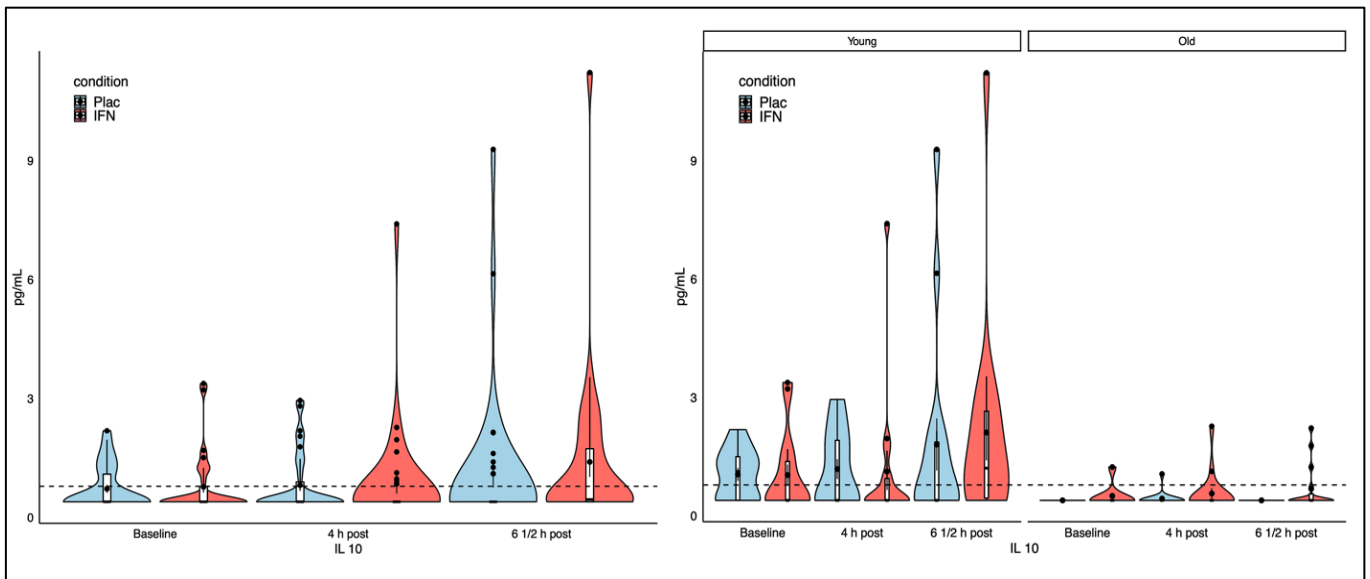 condition
Plac
IFN
9
6
3
0
pg/mL
Baseline
4 h post
6 1/2 h post
IL 10
Young
Old
condition
Plac
IFN
9
6
3
0
pg/mL
Baseline
4 h post
6 1/2 h post
Baseline
4 h post
6 1/2 h post
IL 10